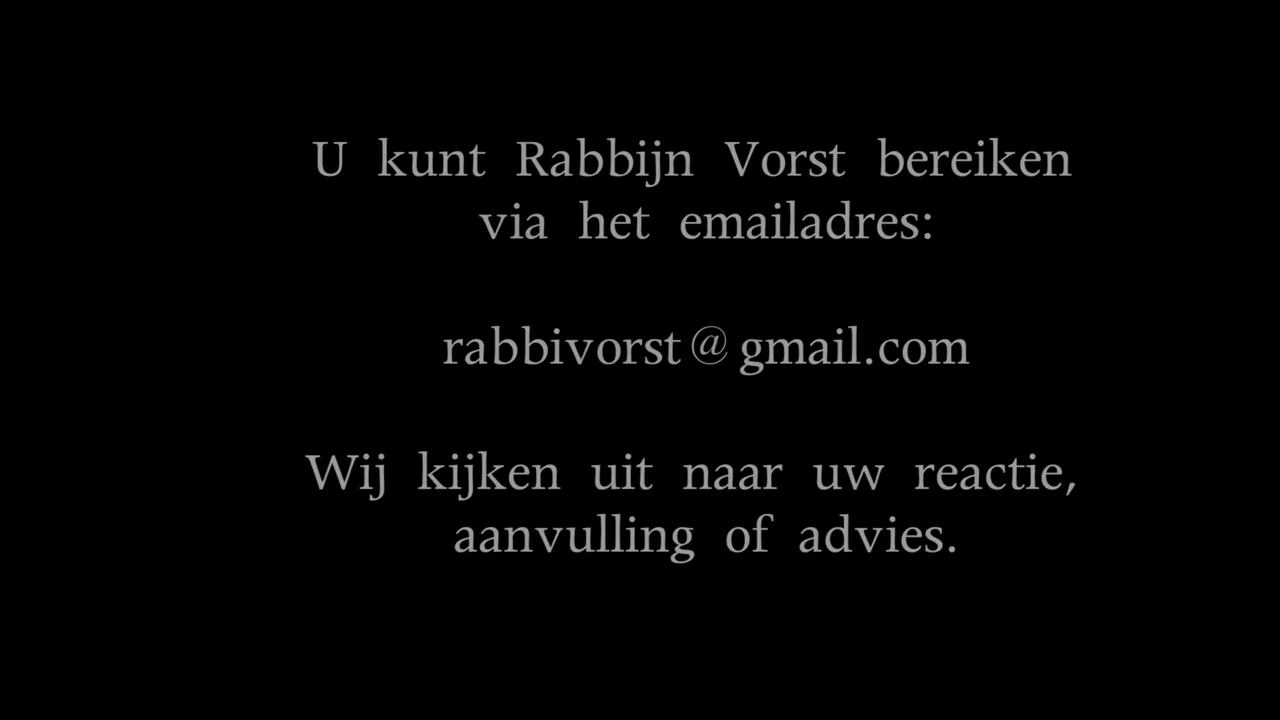 U kunt Rabbijn Vorst bereiken
via het emailadres:
rabbivorst@gmail.com
Wij kijken uit naar uw reactie,
aanvulling of advies.